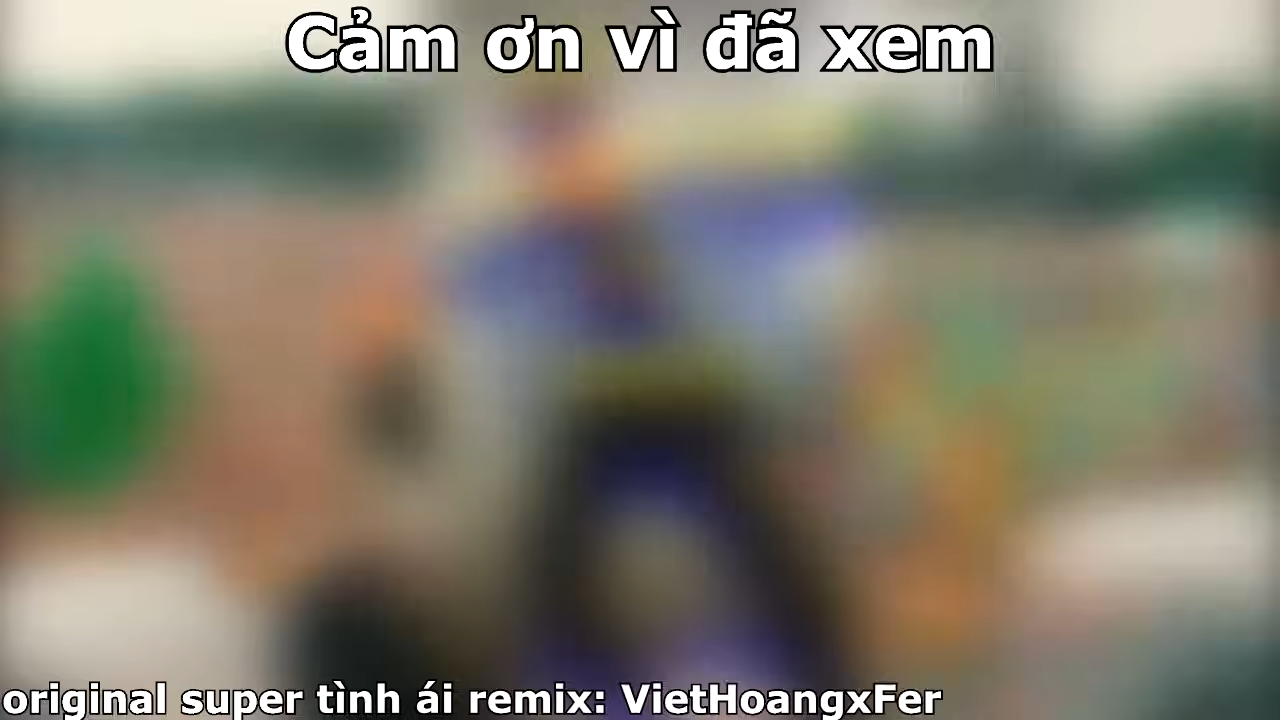 Cảm ơn vì đã xem
original super tình ái remix: VietHoangxFer